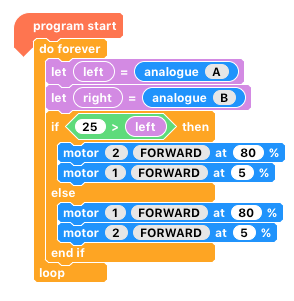 program start
do forever
let left = analogue A
let right = analogue B
if 25 > left then
motor 2 FORWARD at 80 %
motor 1 FORWARD at 5 %
else
motor 1 FORWARD at 80 %
motor 2 FORWARD at 5 %
end if
loop